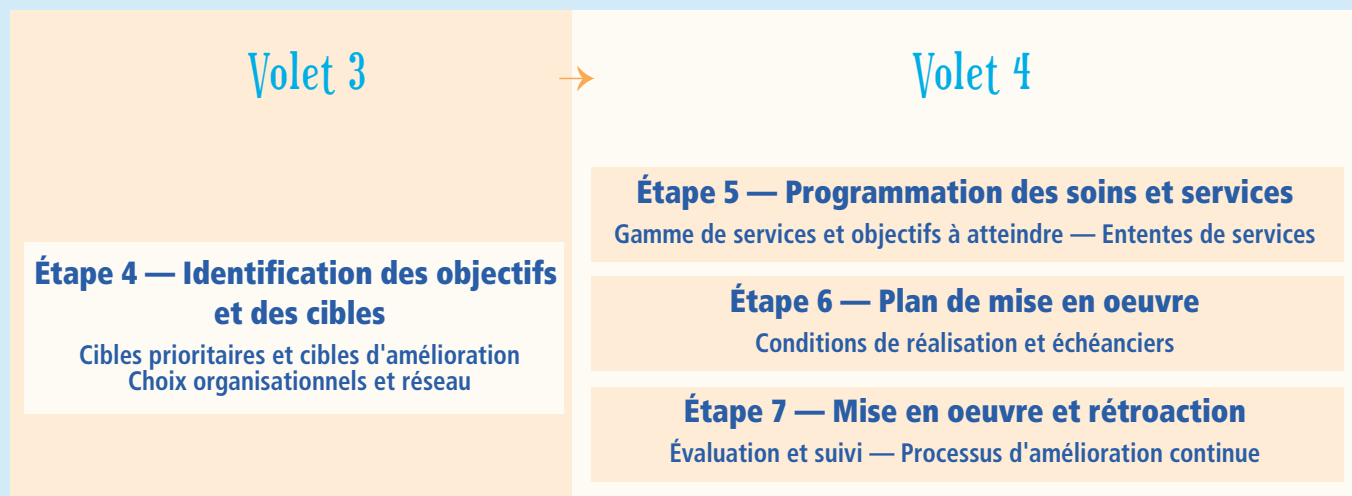 Volet 3
Étape 4 — Identification des objectifs
et des cibles
Cibles prioritaires et cibles d'amélioration
Choix organisationnels et réseau
Volet 4
Étape 5 — Programmation des soins et services
Gamme de services et objectifs à atteindre — Ententes de services
Étape 6 — Plan de mise en oeuvre
Conditions de réalisation et échéanciers
Étape 7 — Mise en oeuvre et rétroaction
Évaluation et suivi — Processus d'amélioration continue